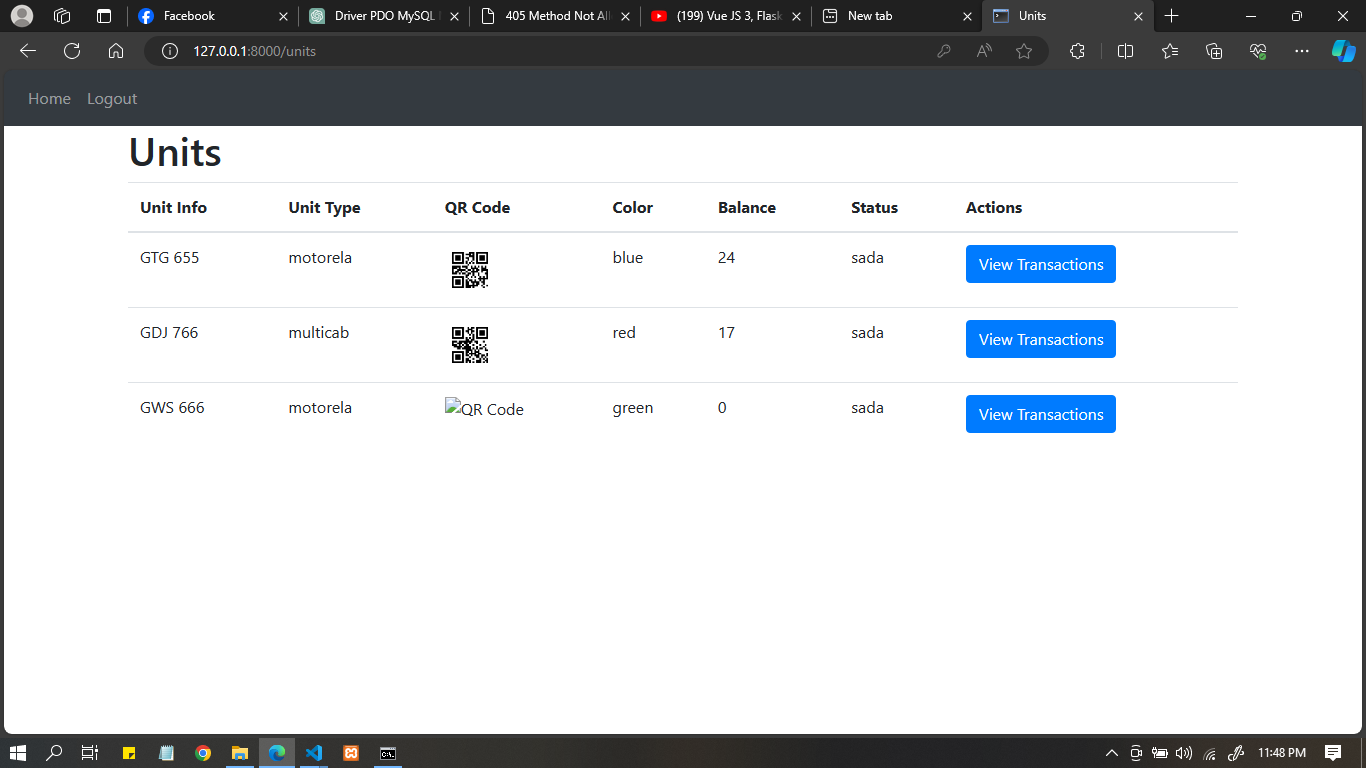 Facebook
Driver PDO MySQL
405 Method Not All
(199) Vue JS 3, Flask
New tab
Units
127.0.0.1:8000/units
Home Logout
Units
Unit Info Unit Type QR Code Color Balance Status Actions
GTG 655 motorela blue 24 sada View Transactions
GDJ 766 multicab red 17 sada View Transactions
GWS 666 motorela QR Code green 0 sada View Transactions
11:48 PM